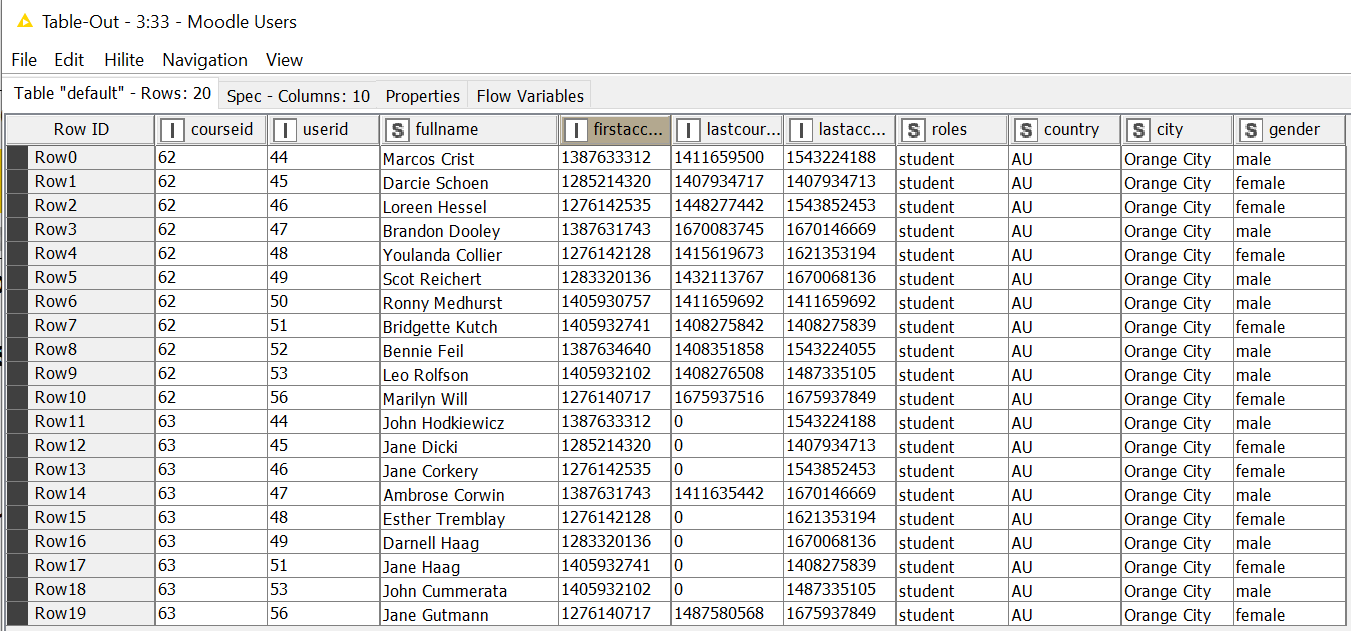 Table-Out - 3:33 - Moodle Users
File Edit Hilite Navigation View
Table "default" - Rows: 20 Spec - Columns: 10 Properties Flow Variables
Row ID I courseid I userid S fullname I firstacc... I lastcour... I lastacc... S roles S country S city S gender
Row0 62 44 Marcos Crist 1387633312 1411659500 1543224188 student AU Orange City male
Row1 62 45 Darcie Schoen 1285214320 1407934717 1407934713 student AU Orange City female
Row2 62 46 Loreen Hessel 1276142535 1448277442 1543852453 student AU Orange City female
Row3 62 47 Brandon Dooley 1387631743 1670083745 1670146669 student AU Orange City male
Row4 62 48 Youlanda Collier 1276142128 1415619673 1621353194 student AU Orange City female
Row5 62 49 Scot Reichert 1283320136 1432113767 1670068136 student AU Orange City male
Row6 62 50 Ronny Medhurst 1405930757 1411659692 1411659692 student AU Orange City male
Row7 62 51 Bridgette Kutch 1405932741 1408275842 1408275839 student AU Orange City female
Row8 62 52 Bennie Feil 1387634640 1408351858 1543224055 student AU Orange City male
Row9 62 53 Leo Rolfson 1405932102 1408276508 1487335105 student AU Orange City male
Row10 62 56 Marilyn Will 1276140717 1675937516 1675937849 student AU Orange City female
Row11 63 44 John Hodkiewicz 1387633312 0 1543224188 student AU Orange City male
Row12 63 45 Jane Dicki 1285214320 0 1407934713 student AU Orange City female
Row13 63 46 Jane Corkery 1276142535 0 1543852453 student AU Orange City female
Row14 63 47 Ambrose Corwin 1387631743 1411635442 1670146669 student AU Orange City male
Row15 63 48 Esther Tremblay 1276142128 0 1621353194 student AU Orange City female
Row16 63 49 Darnell Haag 1283320136 0 1670068136 student AU Orange City male
Row17 63 51 Jane Haag 1405932741 0 1408275839 student AU Orange City female
Row18 63 53 John Cummerata 1405932102 0 1487335105 student AU Orange City male
Row19 63 56 Jane Gutmann 1276140717 1487580568 1675937849 student AU Orange City female